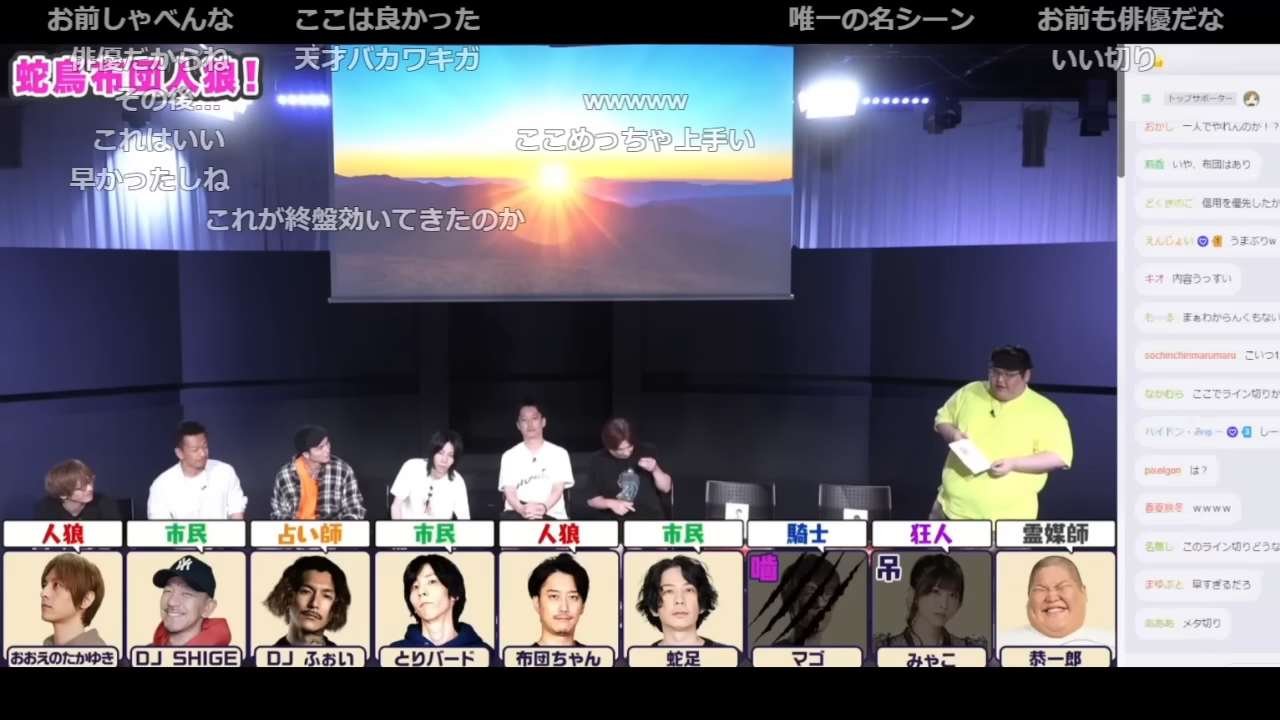 お前しゃべんな
ここは良かった
唯一の名シーン
お前も俳優だな
俳優だからね
天才バカワキガ
いい切り
蛇鳥布団人狼！
その後…
wwwww
これはいい
ここめっちゃ上手い
早かったしね
これが終盤効いてきたのか
トップサポーター
おかし 一人でやれんのか！？
莉香 いや、布団はあり
どくきのこ 信用を優先したか
えんじょい 1 うまぶりw
キオ 内容うっすい
もーる まぁわからんくもない
sochinchinmarumaru こいつ
なかむら ここでライン切りか
3 しー
pixelgon は？
春夏秋冬 wwww
名無し このライン切りどうな
まゆぷと 早すぎるだろ
あああ メタ切り
人狼
市民
占い師
市民
人狼
市民
騎士
狂人
霊媒師
噛
吊
おおえのたかゆき
DJ SHIGE
DJ ふぉい
とりバード
布団ちゃん
蛇足
マゴ
みゃこ
恭一郎